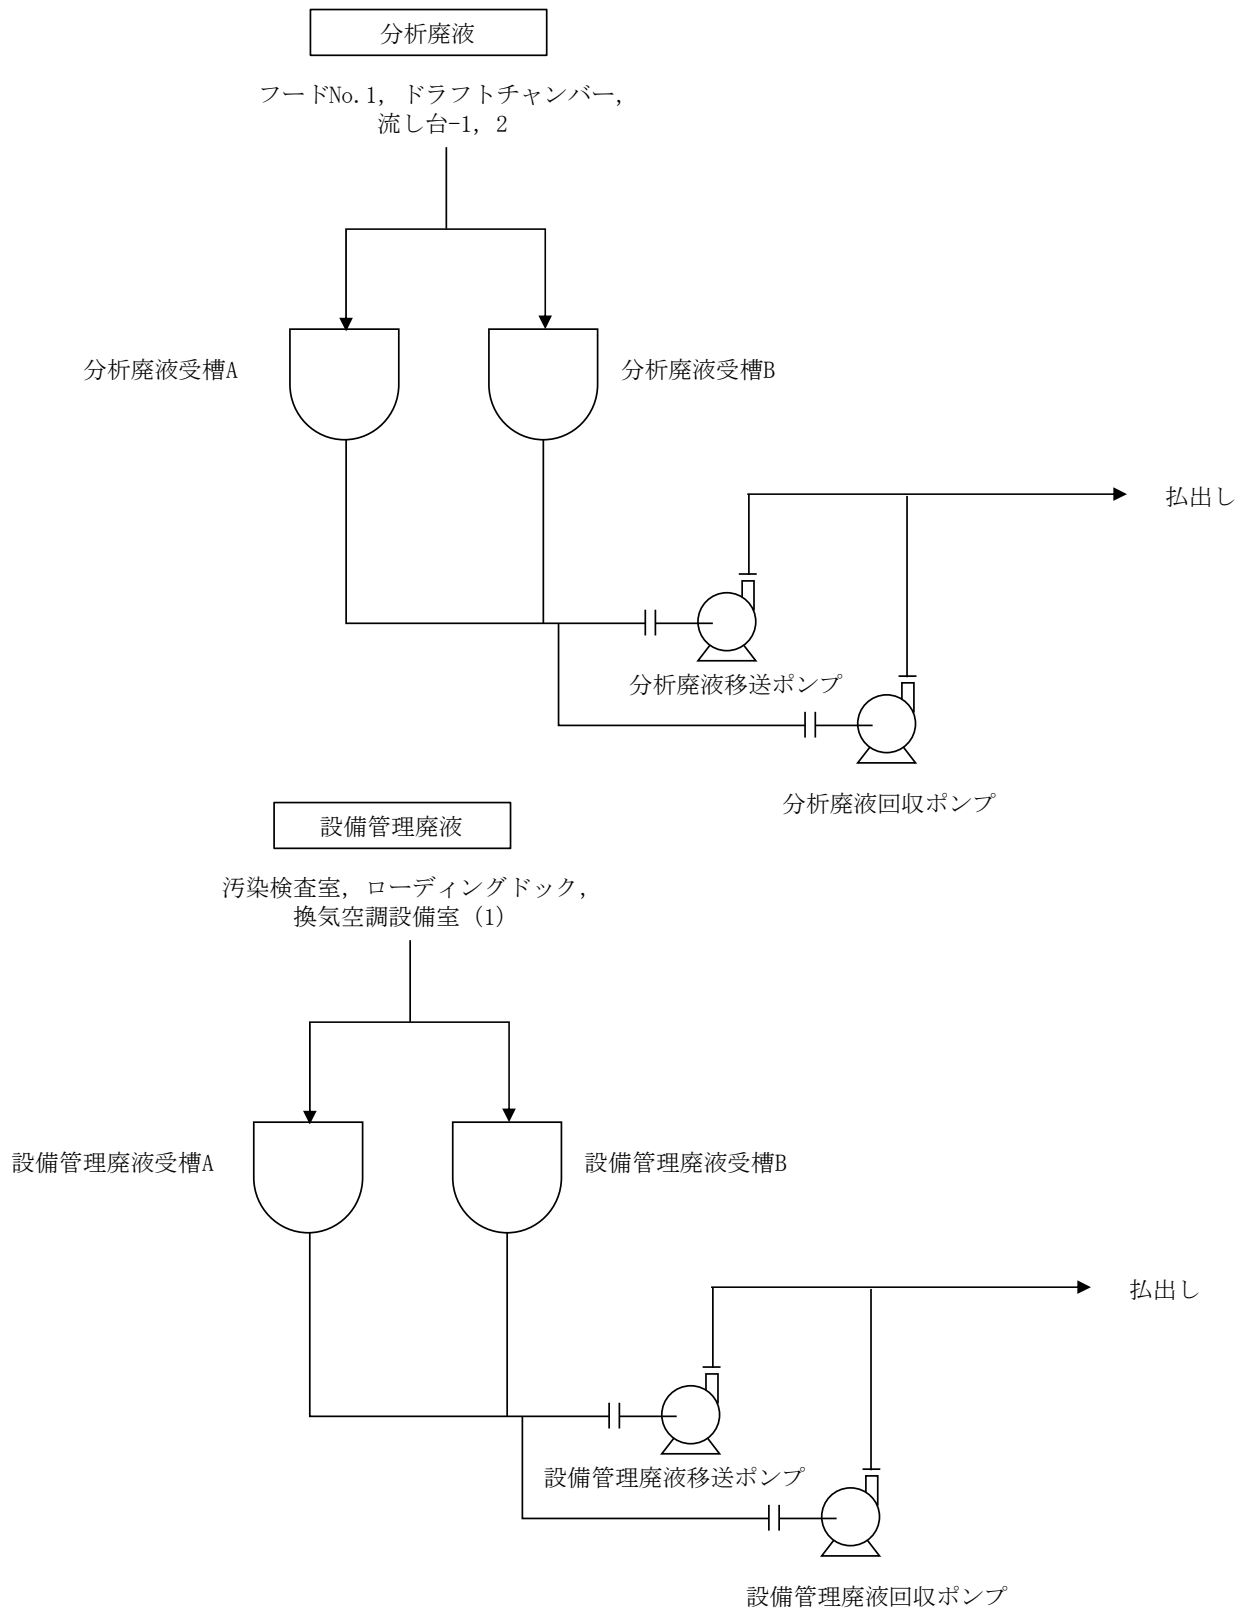 分析廃液
フードNo.1, ドラフトチャンバー,
流し台-1, 2
分析廃液受槽A
分析廃液受槽B
払出し
分析廃液移送ポンプ
分析廃液回収ポンプ
設備管理廃液
汚染検査室, ローディングドック,
換気空調設備室 (1)
設備管理廃液受槽A
設備管理廃液受槽B
払出し
設備管理廃液移送ポンプ
設備管理廃液回収ポンプ